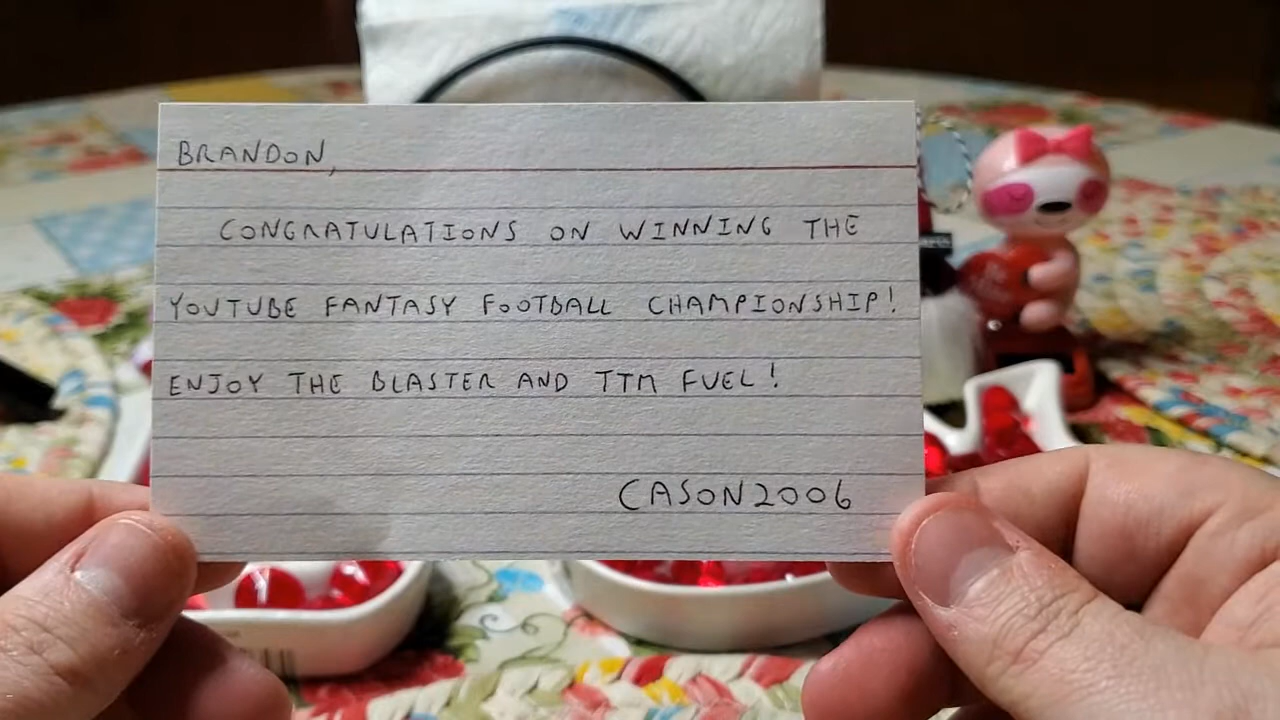 BRANDON,
CONGRATULATIONS ON WINNING THE
YOUTUBE FANTASY FOOTBALL CHAMPIONSHIP!
ENJOY THE BLASTER AND TTM FUEL!
CASON2006